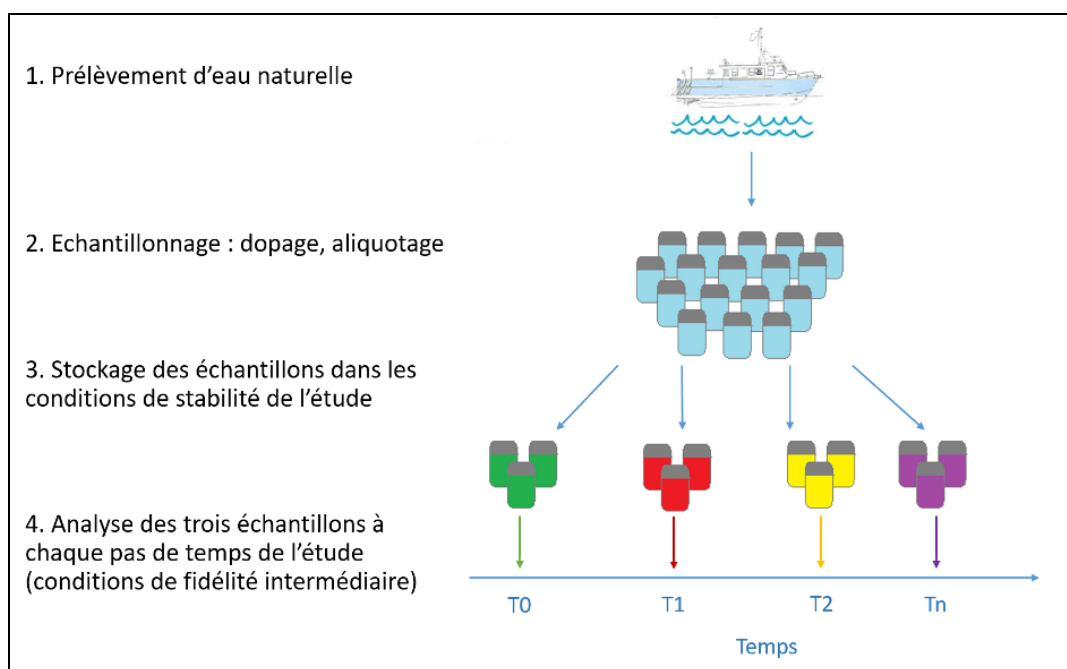 1. Prélèvement d'eau naturelle
2. Echantillonnage : dopage, aliquotage
3. Stockage des échantillons dans les
conditions de stabilité de l'étude
4. Analyse des trois échantillons à
chaque pas de temps de l'étude
(conditions de fidélité intermédiaire)
T0 T1 T2 Tn
Temps